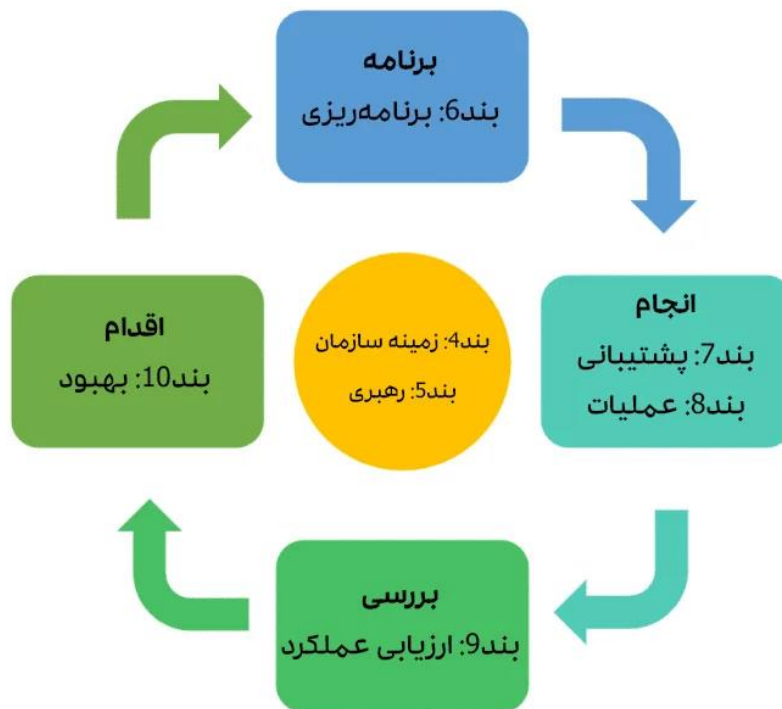 برنامه
بند6: برنامه‌ریزی
انجام
بند7: پشتیبانی
بند8: عملیات
بند4: زمینه سازمان
بند5: رهبری
اقدام
بند10: بهبود
بررسی
بند9: ارزیابی عملکرد